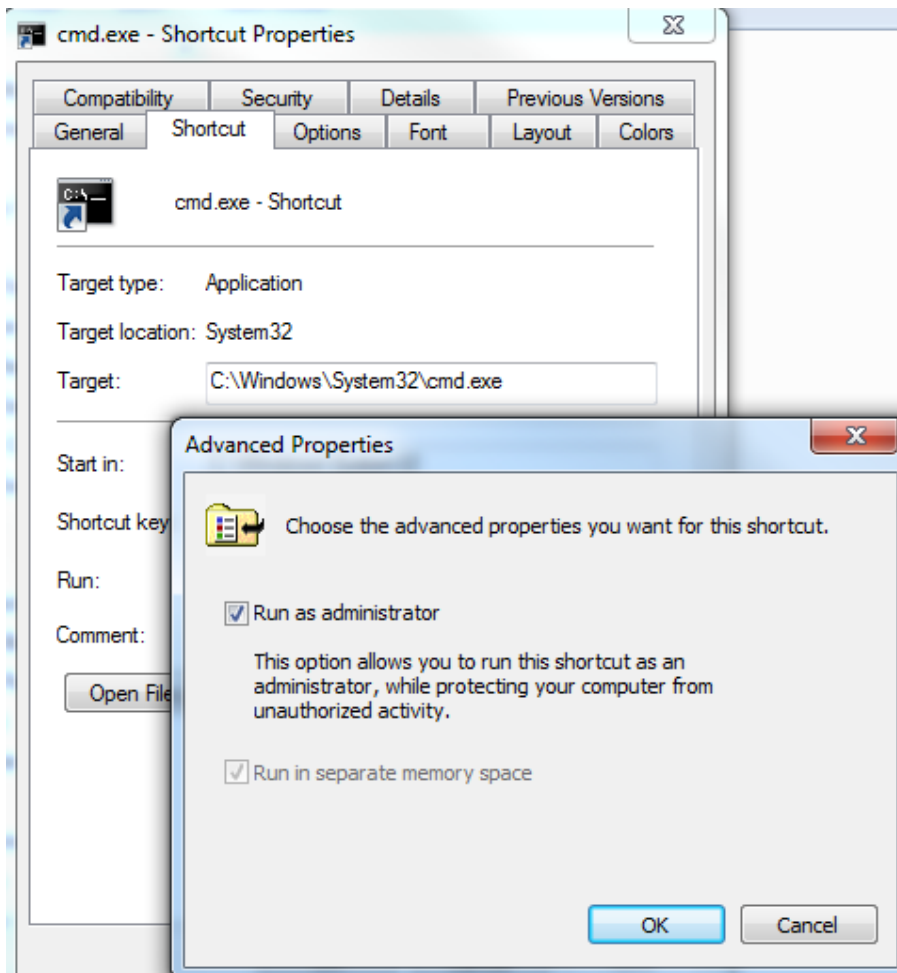 cmd.exe - Shortcut Properties
Compatibility Security Details Previous Versions
General Shortcut Options Font Layout Colors
C:\
cmd.exe - Shortcut
Target type: Application
Target location: System32
Target: C:\Windows\System32\cmd.exe
Advanced Properties
Start in:
Choose the advanced properties you want for this shortcut.
Shortcut key
Run:
Run as administrator
Comment:
This option allows you to run this shortcut as an
administrator, while protecting your computer from
unauthorized activity.
Open File
Run in separate memory space
OK Cancel